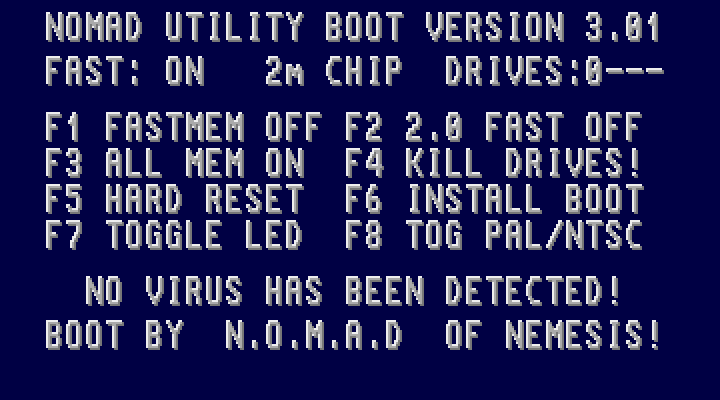 NOMAD UTILITY BOOT VERSION 3.01
FAST: ON   2m CHIP  DRIVES:0---
F1 FASTMEM OFF F2 2.0 FAST OFF
F3 ALL MEM ON  F4 KILL DRIVES!
F5 HARD RESET  F6 INSTALL BOOT
F7 TOGGLE LED  F8 TOG PAL/NTSC
NO VIRUS HAS BEEN DETECTED!
BOOT BY  N.O.M.A.D  OF NEMESIS!